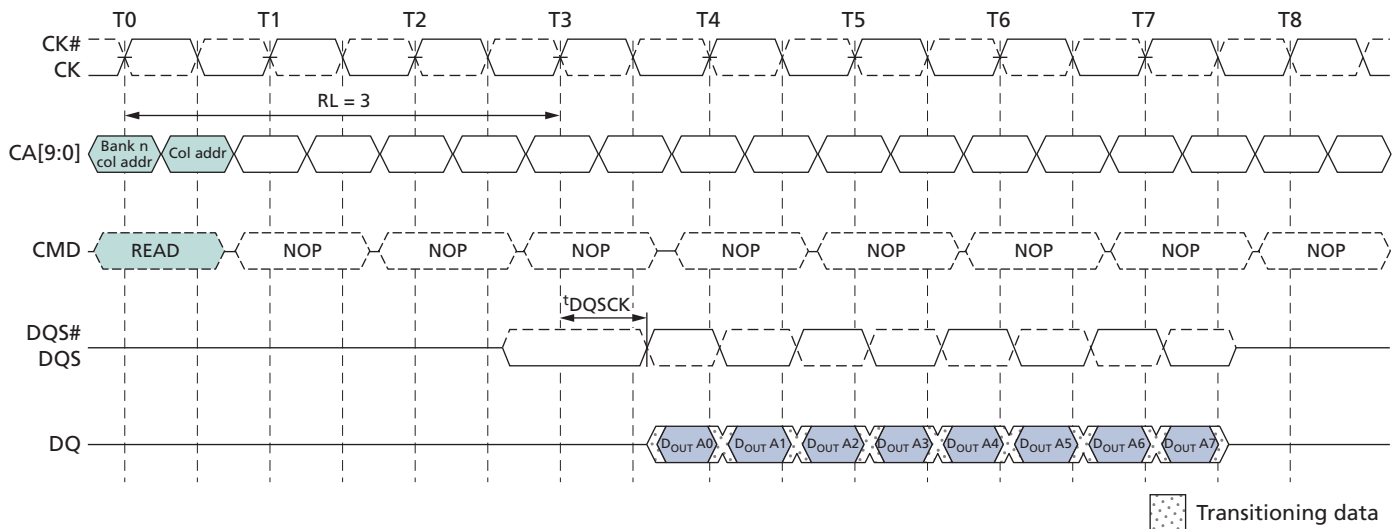 T0 T1 T2 T3 T4 T5 T6 T7 T8
CK#
CK
RL = 3
CA[9:0] Bank n col addr Col addr
CMD READ NOP NOP NOP NOP NOP NOP NOP NOP
tDQSCK
DQS#
DQS
DQ DOUT A0 DOUT A1 DOUT A2 DOUT A3 DOUT A4 DOUT A5 DOUT A6 DOUT A7
Transitioning data